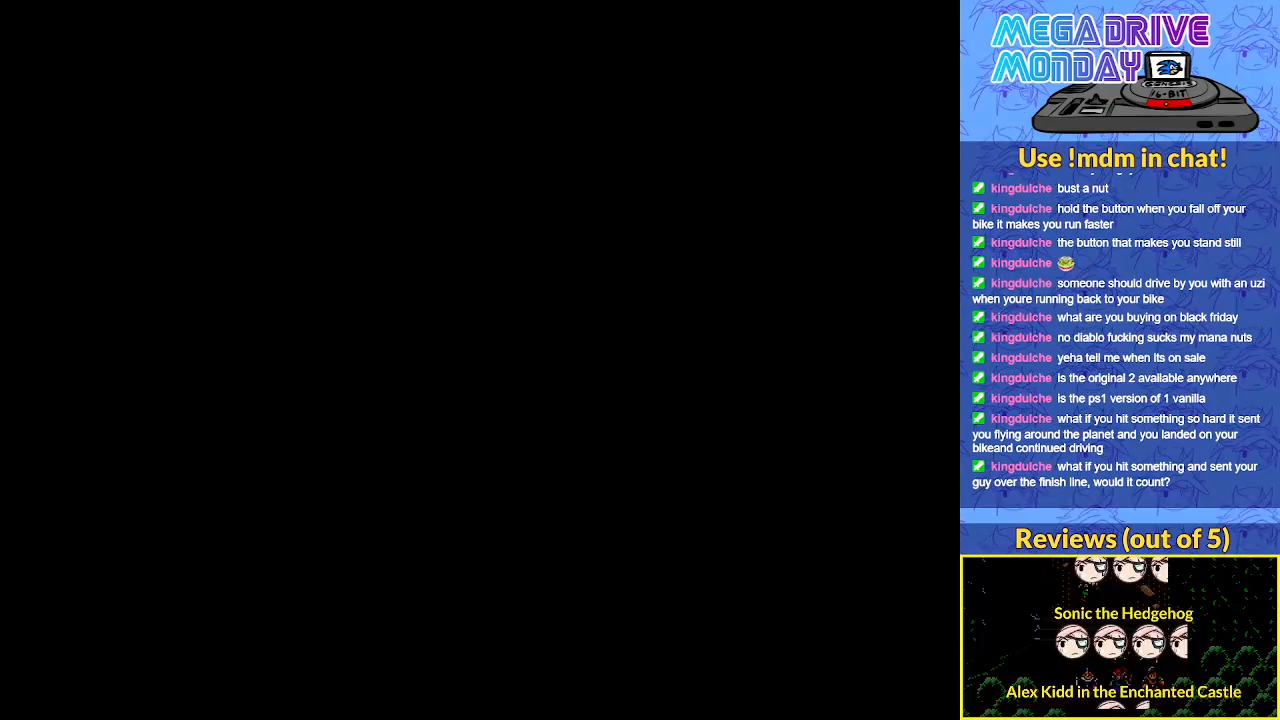 MEGA DRIVE
MONDAY
GENESIS
16-BIT
Use !mdm in chat!
kingdulche bust a nut
kingdulche hold the button when you fall off your
bike it makes you run faster
kingdulche the button that makes you stand still
kingdulche
kingdulche someone should drive by you with an uzi
when youre running back to your bike
kingdulche what are you buying on black friday
kingdulche no diablo fucking sucks my mana nuts
kingdulche yeha tell me when its on sale
kingdulche is the original 2 available anywhere
kingdulche is the ps1 version of 1 vanilla
kingdulche what if you hit something so hard it sent
you flying around the planet and you landed on your
bikeand continued driving
kingdulche what if you hit something and sent your
guy over the finish line, would it count?
Reviews (out of 5)
Sonic the Hedgehog
Alex Kidd in the Enchanted Castle